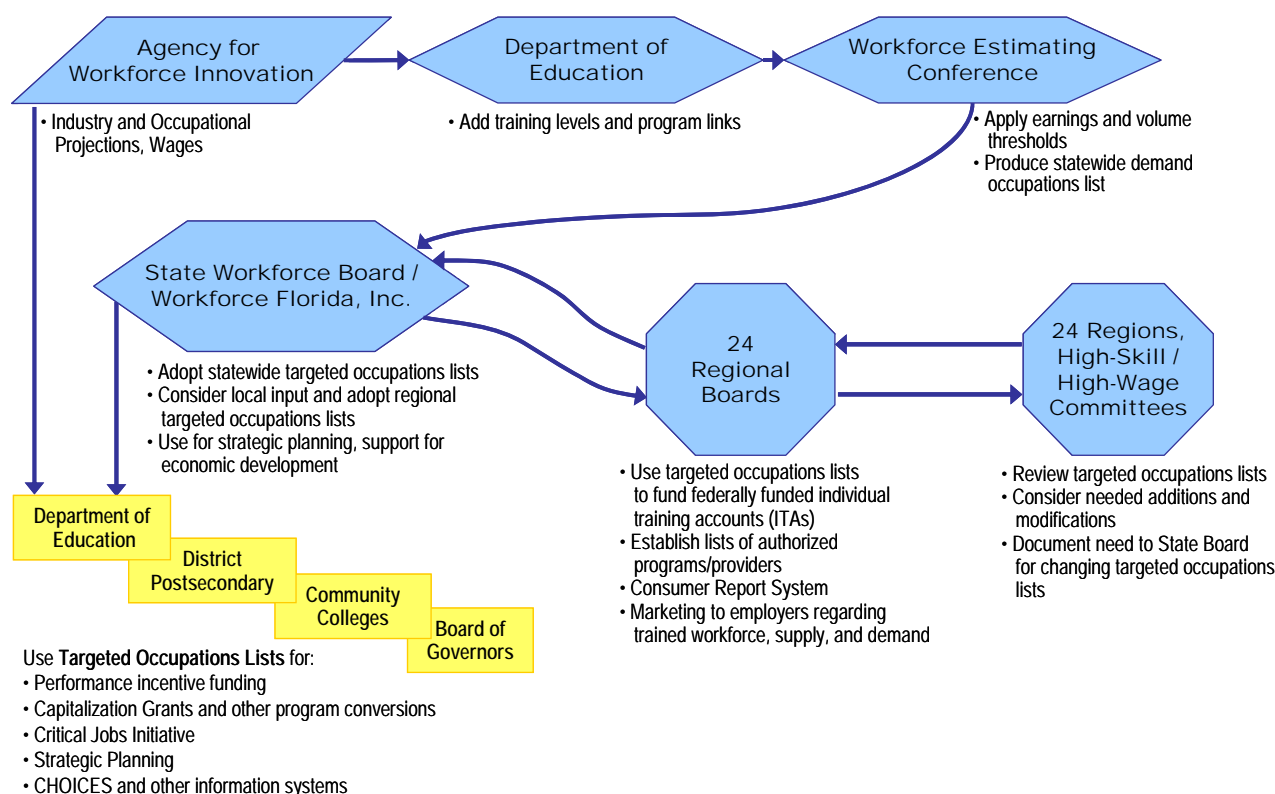 Agency for
Workforce Innovation
Department of
Education
Workforce Estimating
Conference
• Industry and Occupational
Projections, Wages
• Add training levels and program links
• Apply earnings and volume
thresholds
• Produce statewide demand
occupations list
State Workforce Board /
Workforce Florida, Inc.
24
Regional
Boards
24 Regions,
High-Skill /
High-Wage
Committees
• Adopt statewide targeted occupations lists
• Consider local input and adopt regional
targeted occupations lists
• Use for strategic planning, support for
economic development
• Use targeted occupations lists
to fund federally funded individual
training accounts (ITAs)
• Establish lists of authorized
programs/providers
• Consumer Report System
• Marketing to employers regarding
trained workforce, supply, and demand
• Review targeted occupations lists
• Consider needed additions and
modifications
• Document need to State Board
for changing targeted occupations
lists
Department of
Education
District
Postsecondary
Community
Colleges
Board of
Governors
Use Targeted Occupations Lists for:
• Performance incentive funding
• Capitalization Grants and other program conversions
• Critical Jobs Initiative
• Strategic Planning
• CHOICES and other information systems